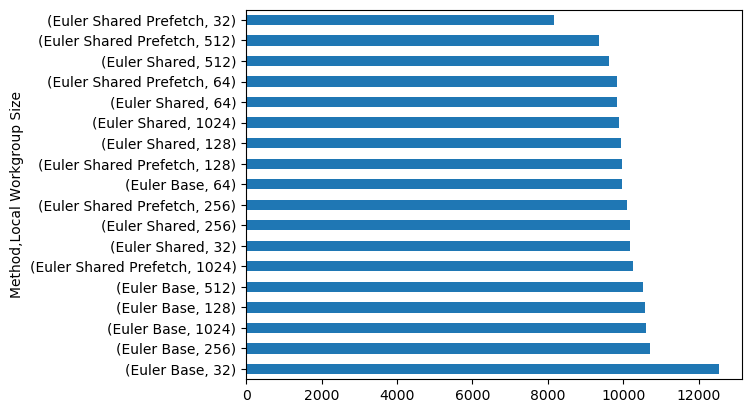 (Euler Shared Prefetch, 32)
(Euler Shared Prefetch, 512)
(Euler Shared, 512)
(Euler Shared Prefetch, 64)
(Euler Shared, 64)
(Euler Shared, 1024)
(Euler Shared, 128)
(Euler Shared Prefetch, 128)
(Euler Base, 64)
(Euler Shared Prefetch, 256)
(Euler Shared, 256)
(Euler Shared, 32)
(Euler Shared Prefetch, 1024)
(Euler Base, 512)
(Euler Base, 128)
(Euler Base, 1024)
(Euler Base, 256)
(Euler Base, 32)
Method,Local Workgroup Size
0 2000 4000 6000 8000 10000 12000